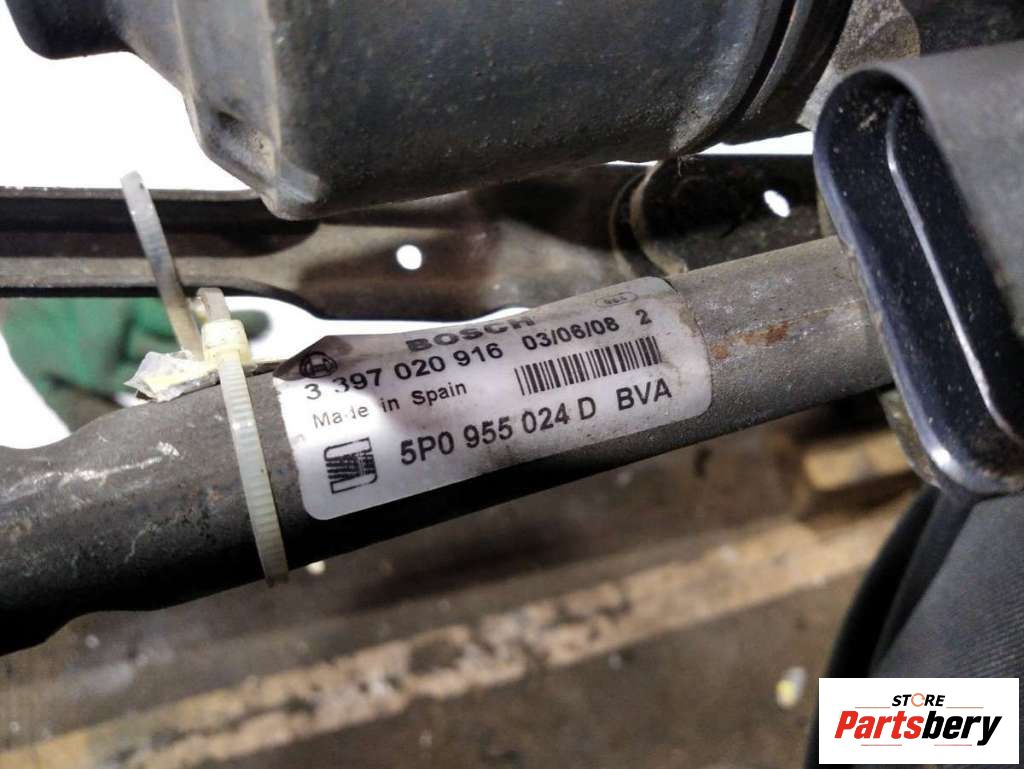 BOSCH
3 397 020 916 03/06/08 2
Made in Spain
5P0 955 024 D BVA
STORE
Partsbery